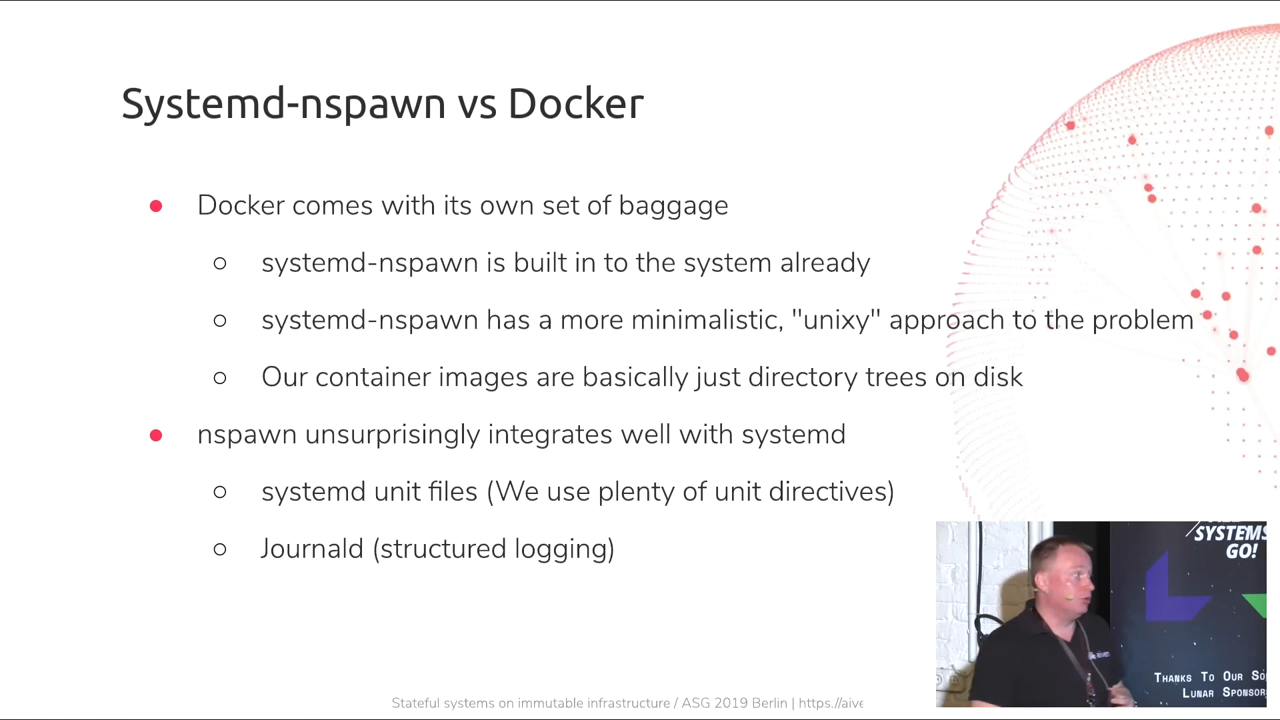 Systemd-nspawn vs Docker
● Docker comes with its own set of baggage
○ systemd-nspawn is built in to the system already
○ systemd-nspawn has a more minimalistic, "unixy" approach to the problem
○ Our container images are basically just directory trees on disk
● nspawn unsurprisingly integrates well with systemd
○ systemd unit files (We use plenty of unit directives)
○ Journald (structured logging)
SYSTEMS
GO!
THANKS TO OUR
LUNAR SPONSOR
Stateful systems on immutable infrastructure / ASG 2019 Berlin | https://aive